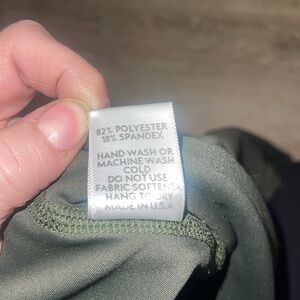 82% POLYESTER
18% SPANDEX
HAND WASH OR
MACHINE WASH
COLD
DO NOT USE
FABRIC SOFTENER
HANG TO DRY
MADE IN U.S.A